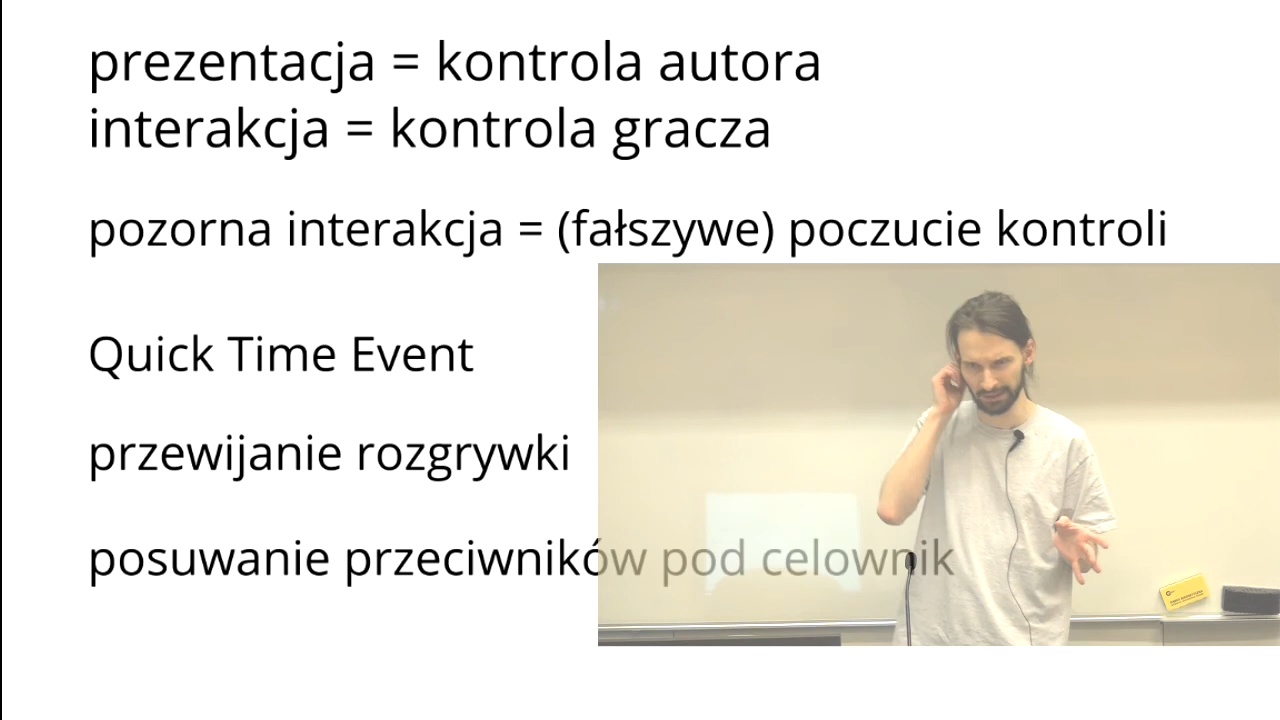 prezentacja = kontrola autora
interakcja = kontrola gracza
pozorna interakcja = (fałszywe) poczucie kontroli
Quick Time Event
przewijanie rozgrywki
posuwanie przeciwników pod celownik